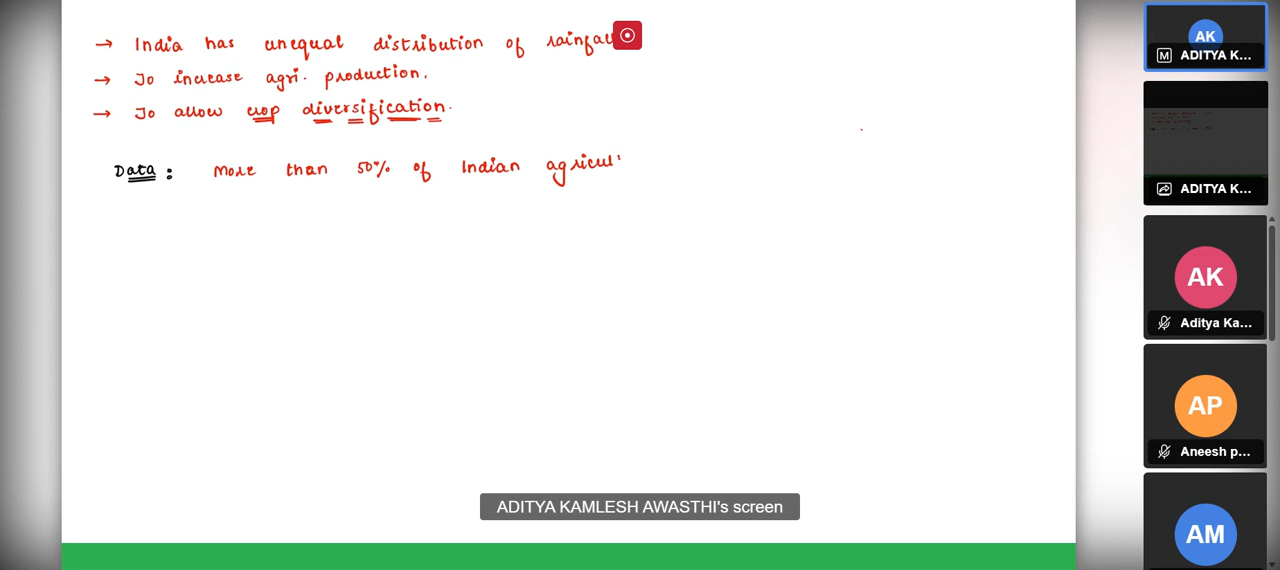 → India has unequal distribution of rainfall
→ To increase agri. production.
→ To allow crop diversification.
Data : More than 50% of Indian agricul
ADITYA KAMLESH AWASTHI's screen
AK
M ADITYA K...
ADITYA K...
AK
Aditya Ka...
AP
Aneesh p...
AM